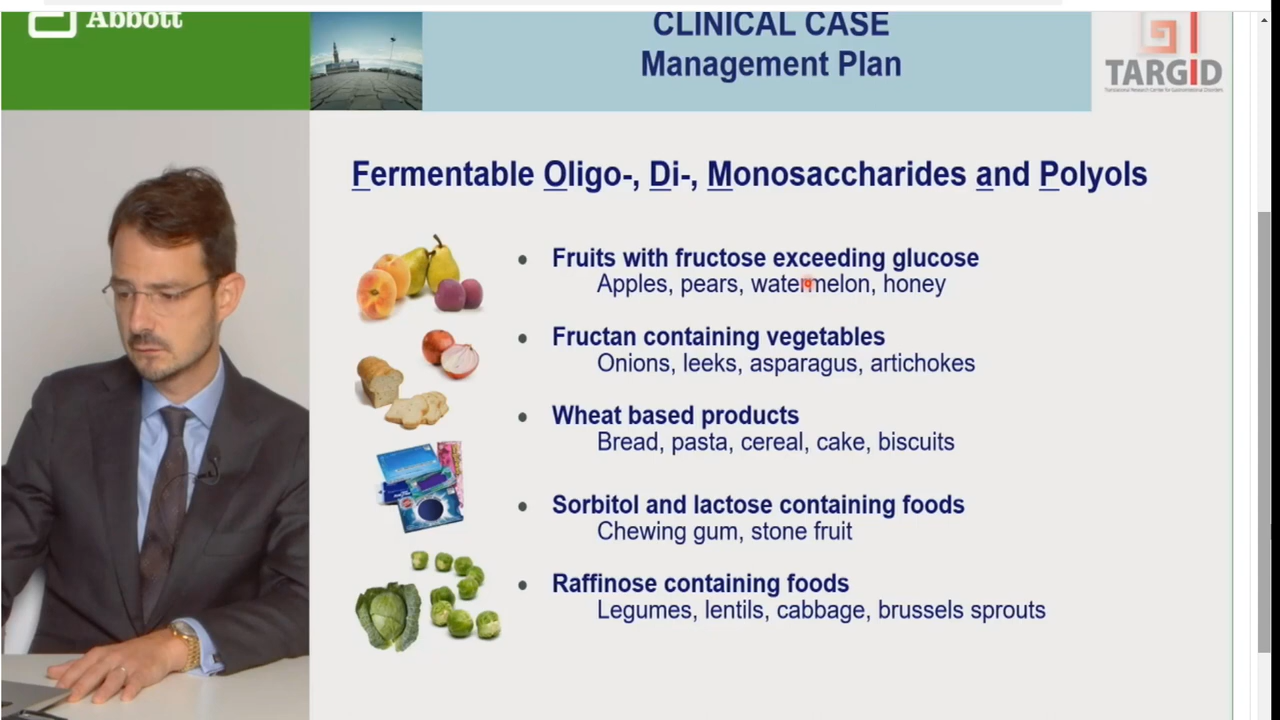 Abbott
CLINICAL CASE
Management Plan
TARGID
Fermentable Oligo-, Di-, Monosaccharides and Polyols
• Fruits with fructose exceeding glucose
Apples, pears, watermelon, honey
• Fructan containing vegetables
Onions, leeks, asparagus, artichokes
• Wheat based products
Bread, pasta, cereal, cake, biscuits
• Sorbitol and lactose containing foods
Chewing gum, stone fruit
• Raffinose containing foods
Legumes, lentils, cabbage, brussels sprouts